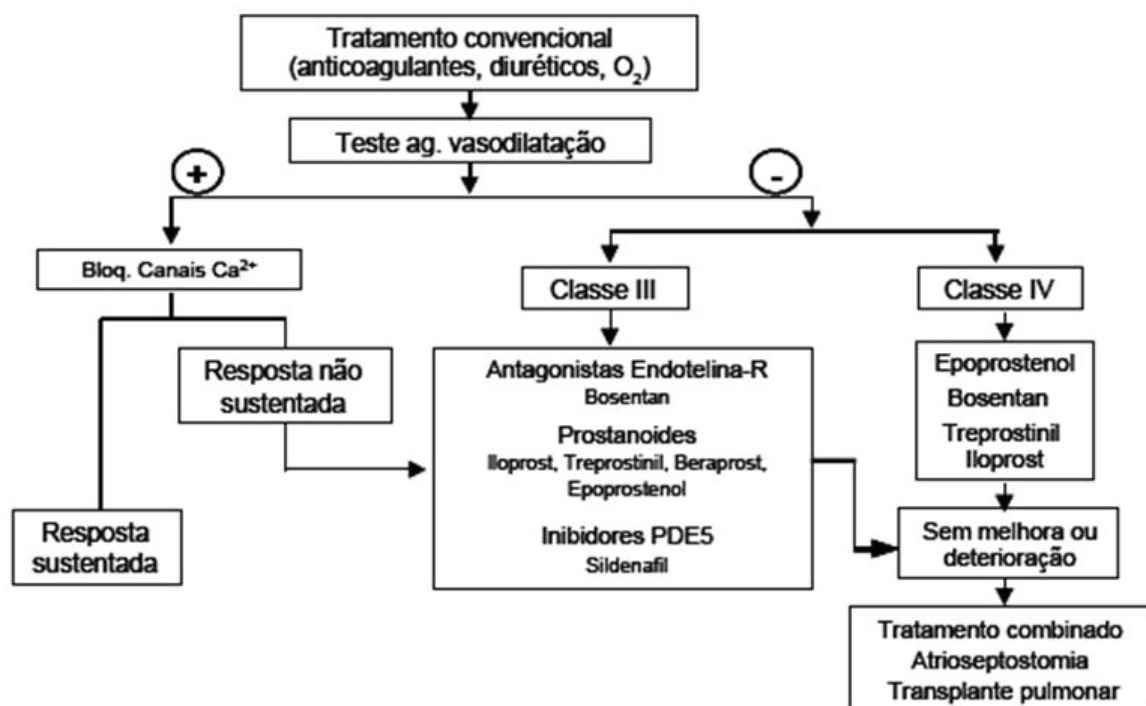 Tratamento convencional
(anticoagulantes, diuréticos, O₂)
Teste ag. vasodilatação
+
-
Bloq. Canais Ca²⁺
Classe III
Classe IV
Resposta não
sustentada
Resposta
sustentada
Antagonistas Endotelina-R
Bosentan
Prostanoides
Iloprost, Treprostinil, Beraprost,
Epoprostenol
Inibidores PDE5
Sildenafil
Epoprostenol
Bosentan
Treprostinil
Iloprost
Sem melhora ou
deterioração
Tratamento combinado
Atrioseptostomia
Transplante pulmonar